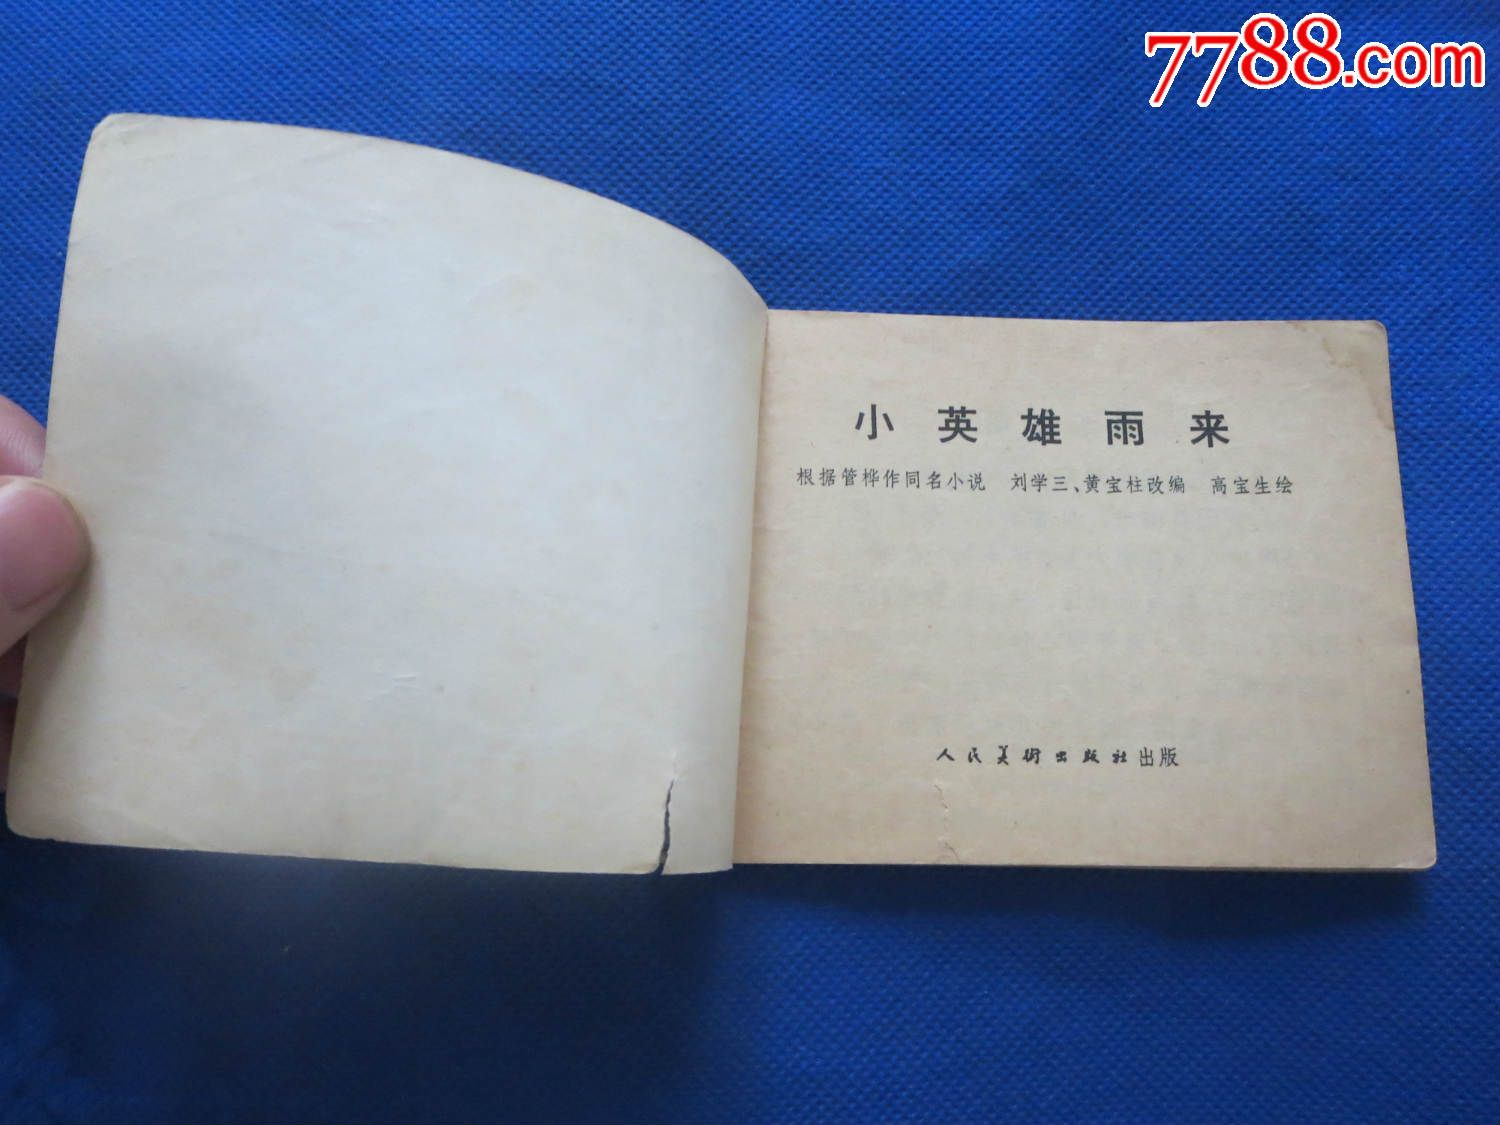 7788.com
小英雄雨来
根据管桦作同名小说 刘学三、黄宝柱改编 高宝生绘
人民美术出版社出版